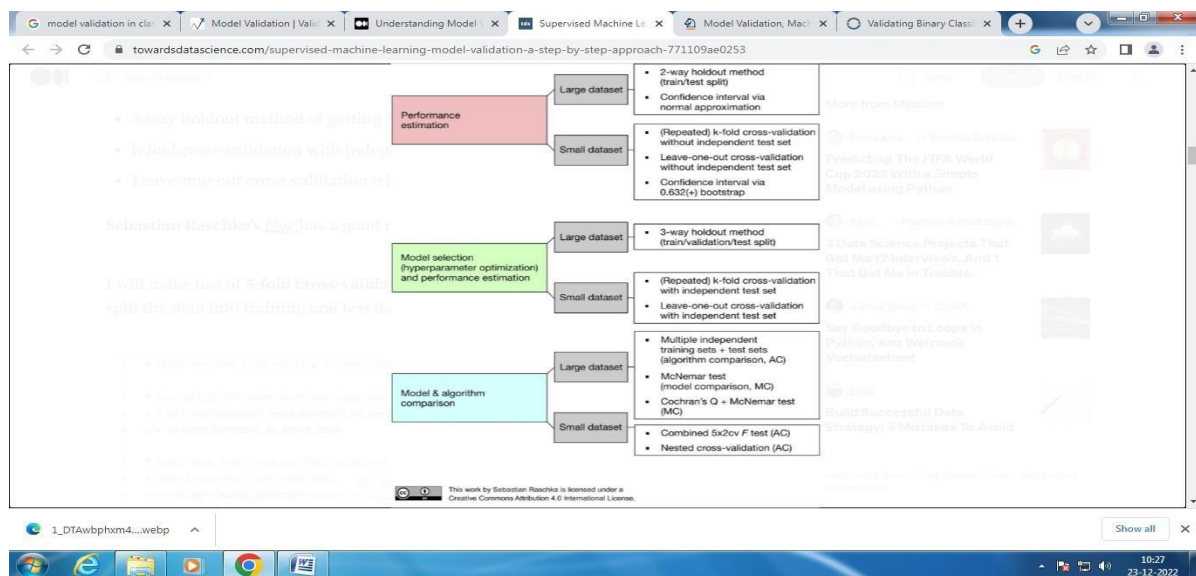 model validation in clas
Model Validation | Valid
Understanding Model V
Supervised Machine Le
Model Validation, Mach
Validating Binary Classi
towardsdatascience.com/supervised-machine-learning-model-validation-a-step-by-step-approach-771109ae0253
Performance
estimation
Large dataset
• 2-way holdout method
(train/test split)
• Confidence interval via
normal approximation
Small dataset
• (Repeated) k-fold cross-validation
without independent test set
• Leave-one-out cross-validation
without independent test set
• Confidence interval via
0.632(+) bootstrap
Model selection
(hyperparameter optimization)
and performance estimation
Large dataset
• 3-way holdout method
(train/validation/test split)
Small dataset
• (Repeated) k-fold cross-validation
with independent test set
• Leave-one-out cross-validation
with independent test set
Model & algorithm
comparison
Large dataset
• Multiple independent
training sets + test sets
(algorithm comparison, AC)
• McNemar test
(model comparison, MC)
• Cochran's Q + McNemar test
(MC)
Small dataset
• Combined 5x2cv F test (AC)
• Nested cross-validation (AC)
This work by Sebastian Raschka is licensed under a
Creative Commons Attribution 4.0 International License.
• 3-way holdout method of getting
• k-fold cross-validation with indep
• Leave-one-out cross-validation wi
Sebastian Raschka's blog has a good
I will make use of 5-fold cross-valida
split the data into training and test da
More from Medium
Predicting The FIFA World
Cup 2022 With a Simple
Model using Python
3 Data Science Projects That
Got Me 12 Interviews. And 1
That Got Me in Trouble.
Say Goodbye to Loops in
Python, and Welcome
Vectorization!
Build Successful Data
Strategy: 5 Mistakes To Avoid
1_DTAwbphxm4....webp
Show all
10:27
23-12-2022